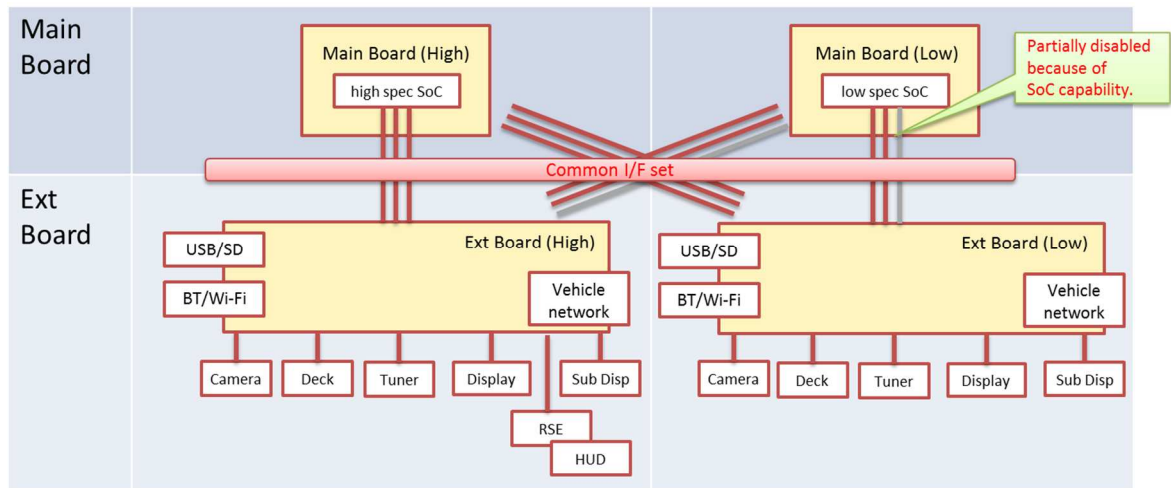 Main
Board
Main Board (High)
high spec SoC
Main Board (Low)
low spec SoC
Partially disabled
because of
SoC capability.
Common I/F set
Ext
Board
Ext Board (High)
USB/SD
BT/Wi-Fi
Vehicle
network
Camera
Deck
Tuner
Display
Sub Disp
RSE
HUD
Ext Board (Low)
USB/SD
BT/Wi-Fi
Vehicle
network
Camera
Deck
Tuner
Display
Sub Disp